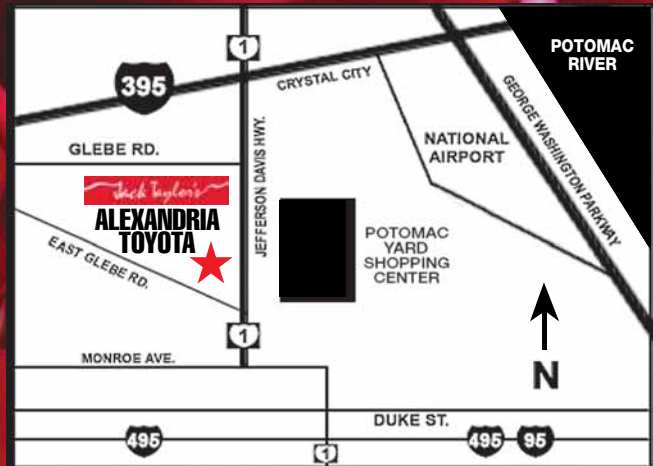 1
POTOMAC
RIVER
395
CRYSTAL CITY
GEORGE WASHINGTON PARKWAY
GLEBE RD.
JEFFERSON DAVIS HWY.
NATIONAL
AIRPORT
Jack Taylor's
ALEXANDRIA
TOYOTA
EAST GLEBE RD.
POTOMAC
YARD
SHOPPING
CENTER
1
MONROE AVE.
N
DUKE ST.
495
1
495
95